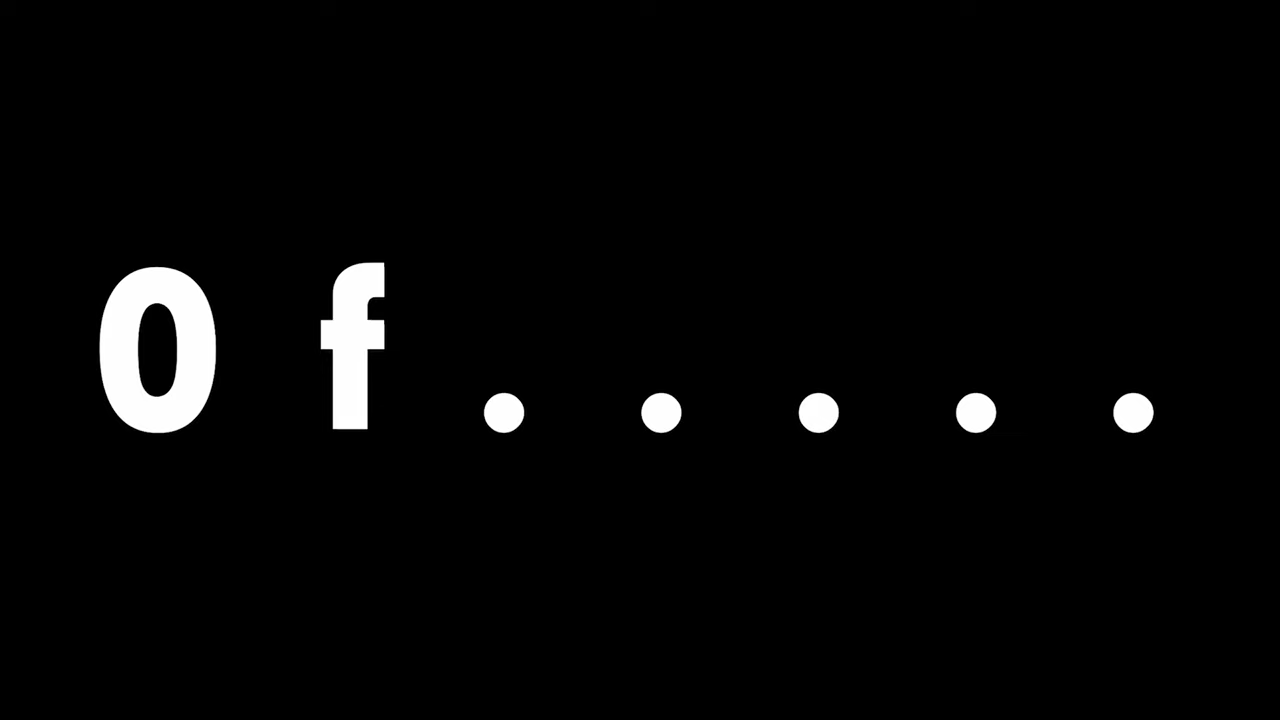 0 f . . . . .